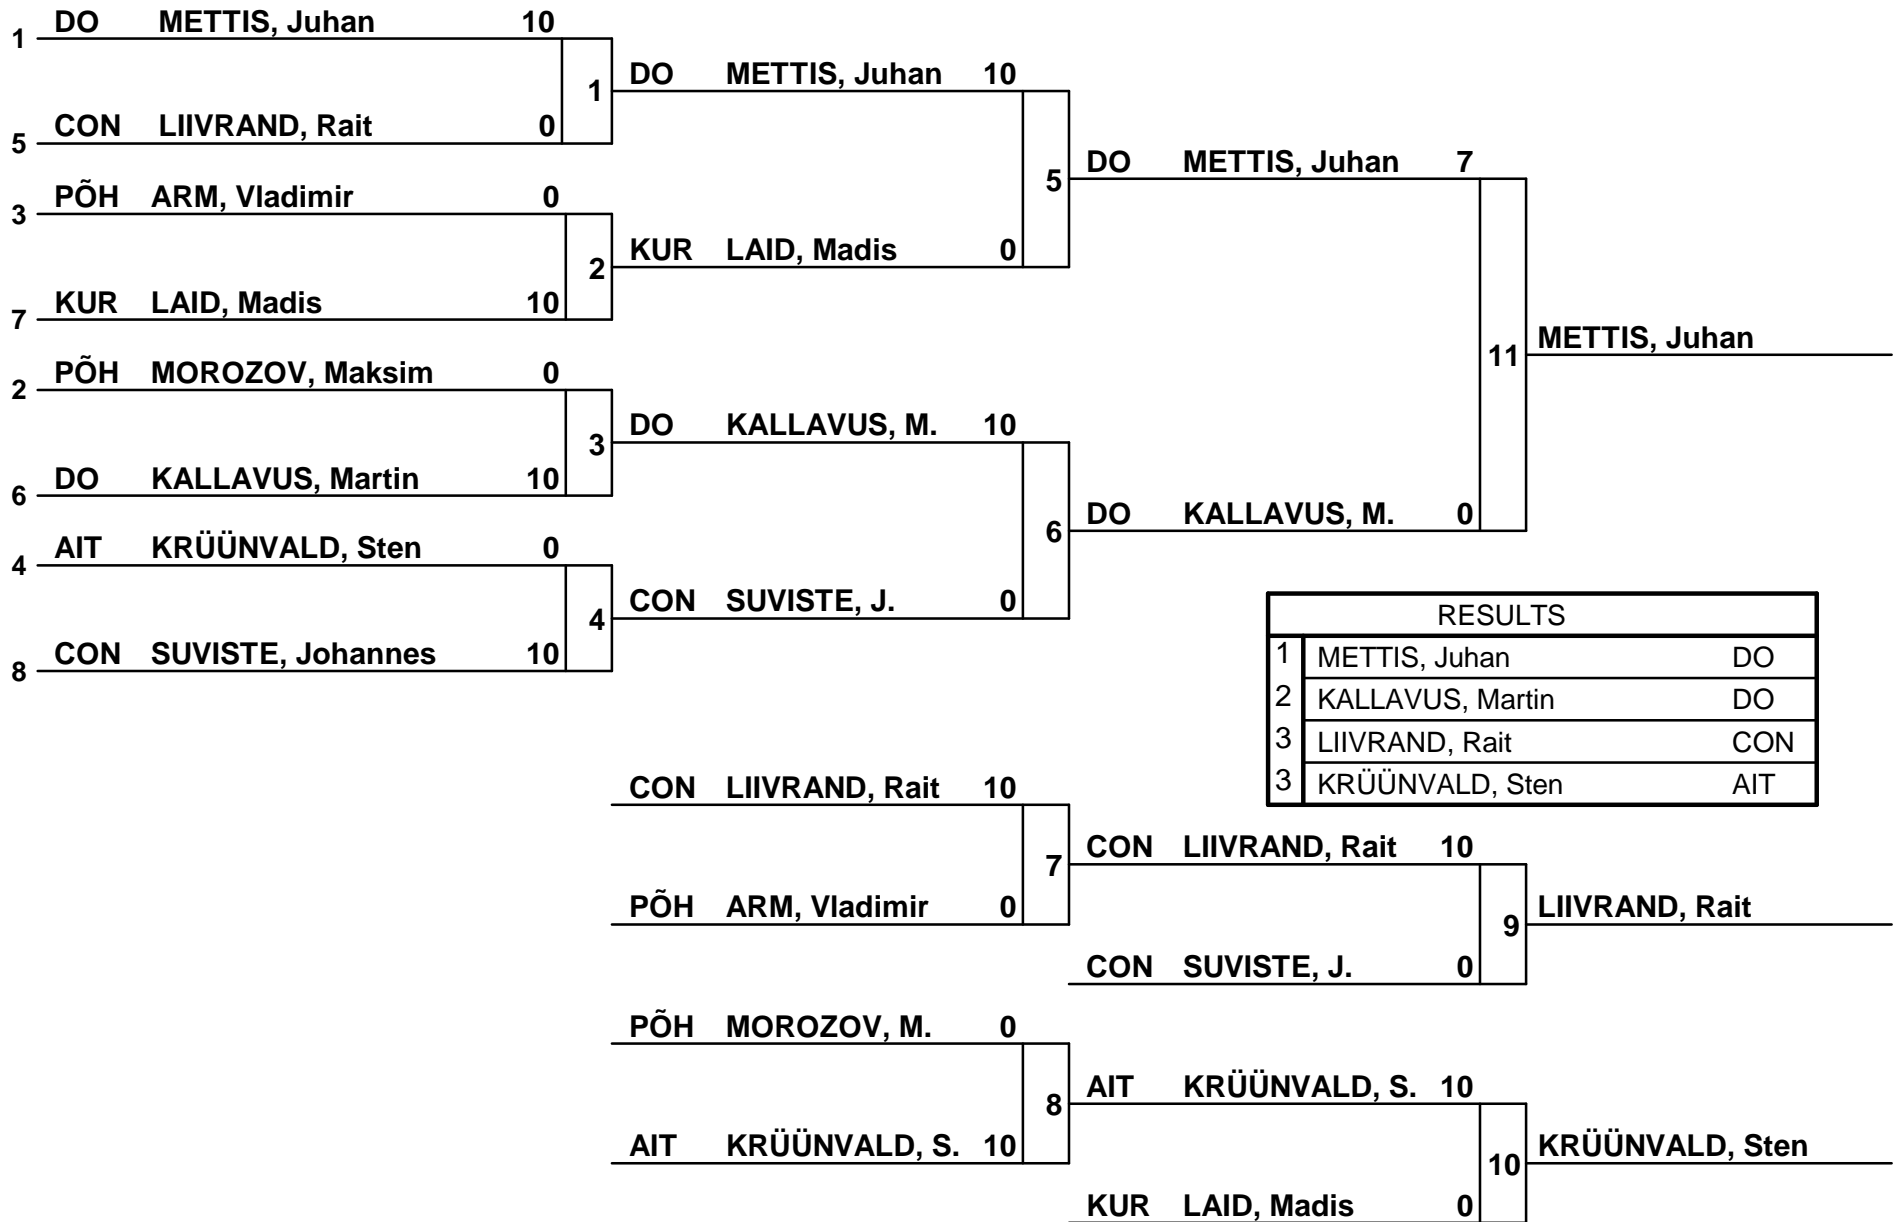 1 DO METTIS, Juhan 10
5 CON LIIVRAND, Rait 0
1
3 PÕH ARM, Vladimir 0
7 KUR LAID, Madis 10
2
2 PÕH MOROZOV, Maksim 0
6 DO KALLAVUS, Martin 10
3
4 AIT KRÜÜNVALD, Sten 0
8 CON SUVISTE, Johannes 10
4
DO METTIS, Juhan 10
KUR LAID, Madis 0
5
DO KALLAVUS, M. 10
CON SUVISTE, J. 0
6
DO METTIS, Juhan 7
DO KALLAVUS, M. 0
11
METTIS, Juhan
RESULTS
1 METTIS, Juhan DO
2 KALLAVUS, Martin DO
3 LIIVRAND, Rait CON
3 KRÜÜNVALD, Sten AIT
CON LIIVRAND, Rait 10
PÕH ARM, Vladimir 0
7
CON LIIVRAND, Rait 10
CON SUVISTE, J. 0
9
LIIVRAND, Rait
PÕH MOROZOV, M. 0
AIT KRÜÜNVALD, S. 10
8
AIT KRÜÜNVALD, S. 10
KUR LAID, Madis 0
10
KRÜÜNVALD, Sten